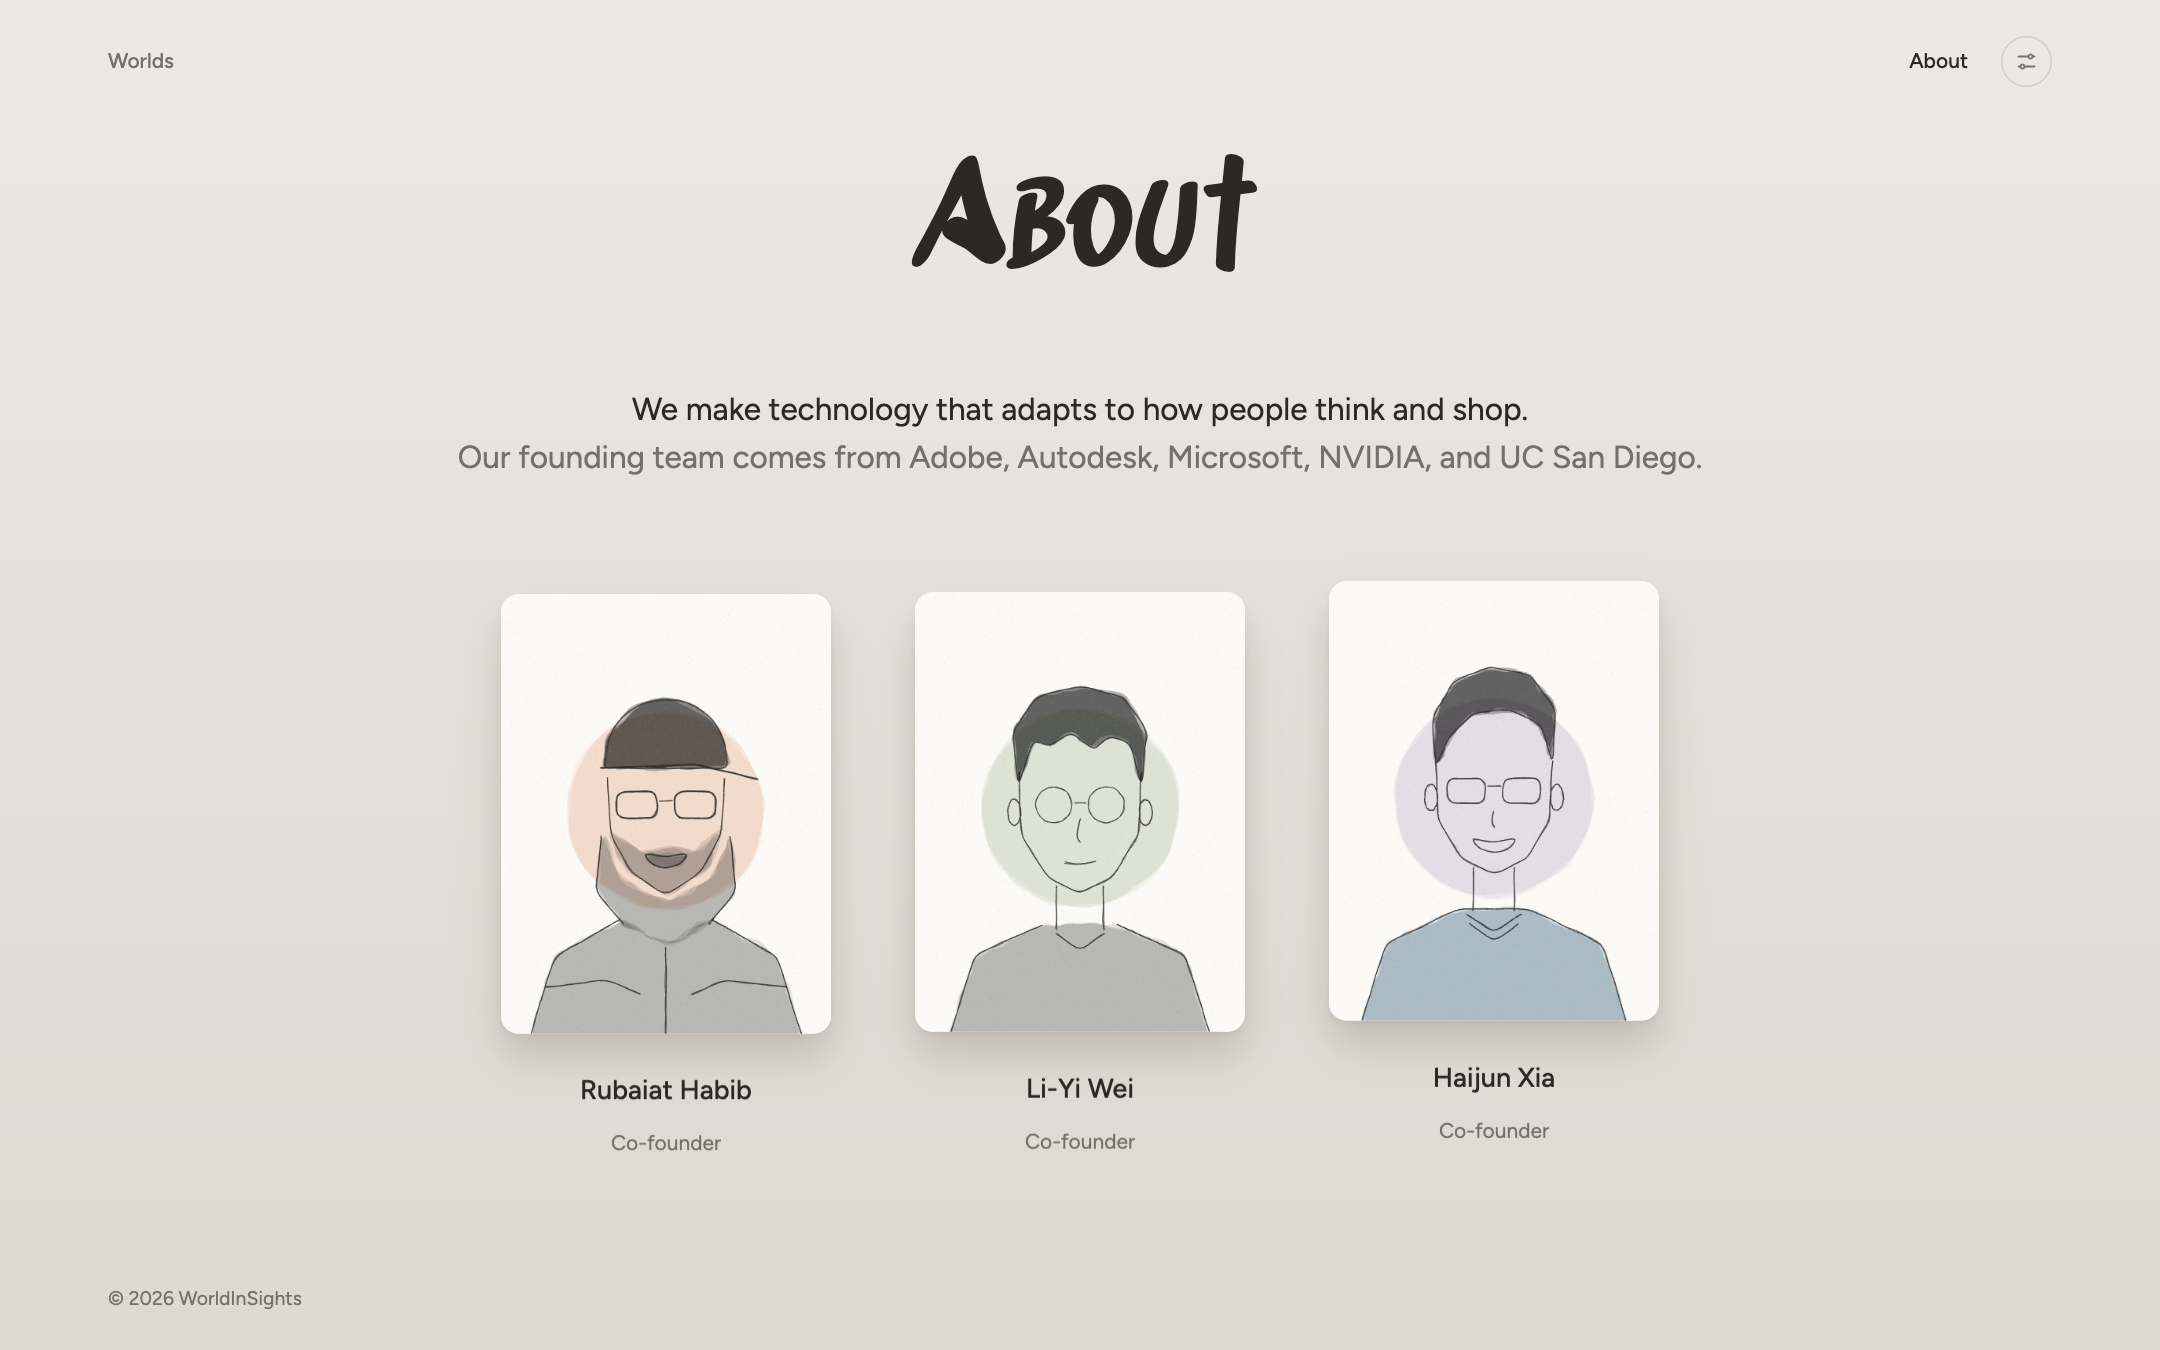 Worlds
About
About
We make technology that adapts to how people think and shop.
Our founding team comes from Adobe, Autodesk, Microsoft, NVIDIA, and UC San Diego.
Rubaiat Habib
Co-founder
Li-Yi Wei
Co-founder
Haijun Xia
Co-founder
© 2026 WorldInSights